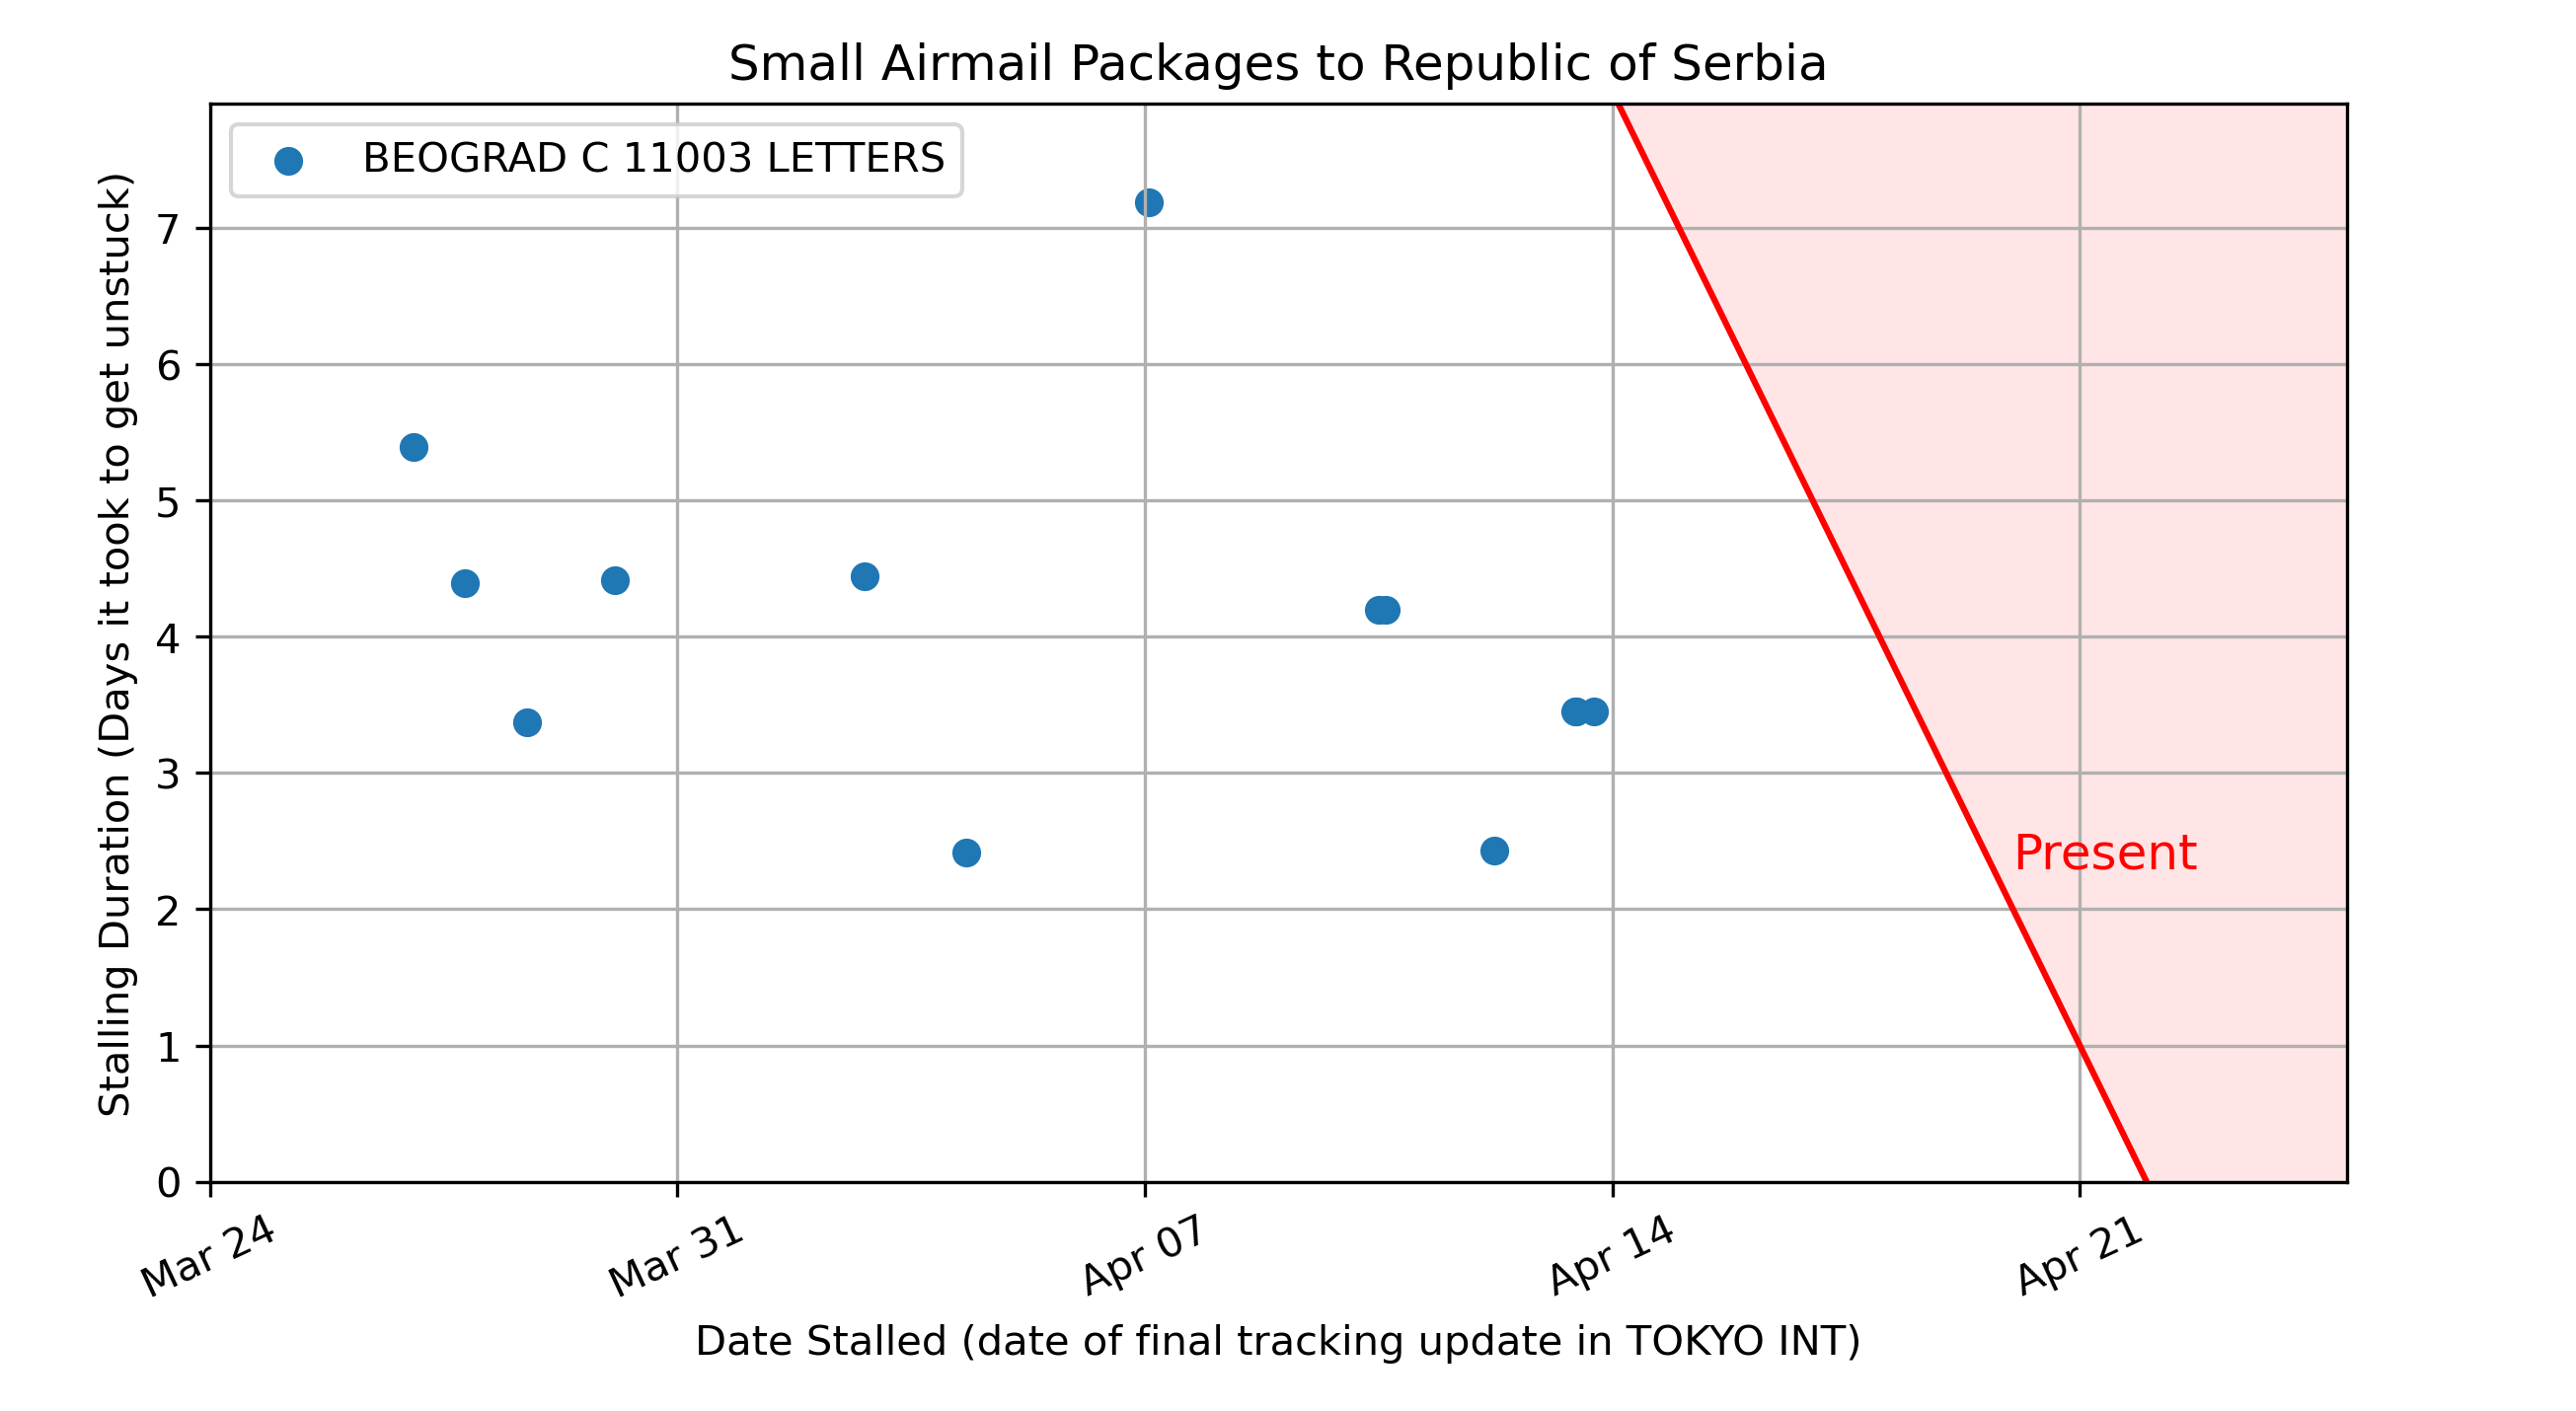 Small Airmail Packages to Republic of Serbia
BEOGRAD C 11003 LETTERS
Stalling Duration (Days it took to get unstuck)
7
6
5
4
3
2
1
0
Present
Mar 24
Mar 31
Apr 07
Apr 14
Apr 21
Date Stalled (date of final tracking update in TOKYO INT)